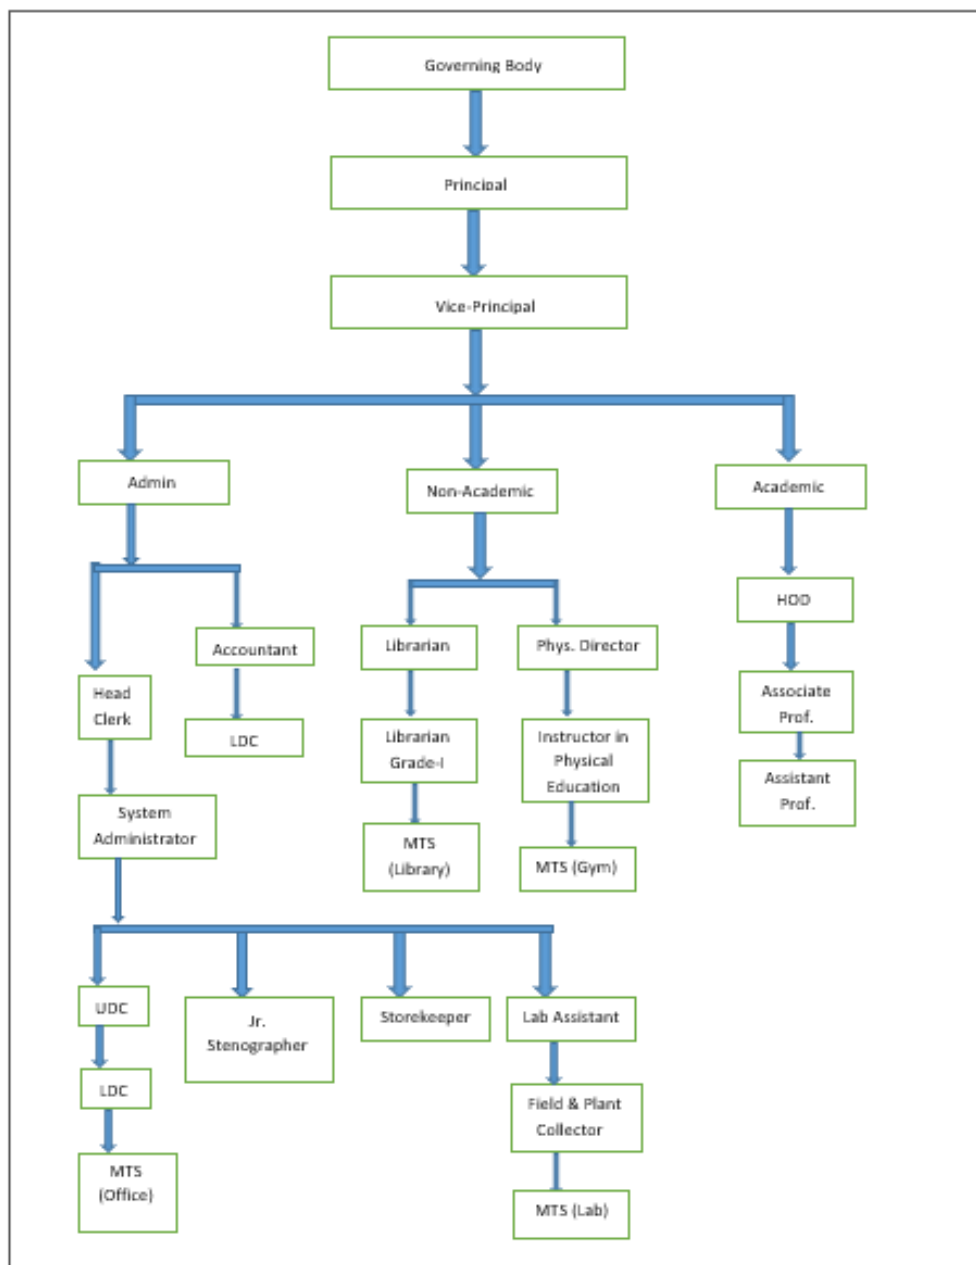 Governing Body
Principal
Vice-Principal
Admin
Non-Academic
Academic
HOD
Librarian
Phys. Director
Accountant
Head
Clerk
Associate
Prof.
LDC
Librarian
Grade-I
Instructor in
Physical
Education
Assistant
Prof.
System
Administrator
MTS
(Library)
MTS (Gym)
UDC
Jr.
Stenographer
Storekeeper
Lab Assistant
LDC
Field & Plant
Collector
MTS
(Office)
MTS (Lab)